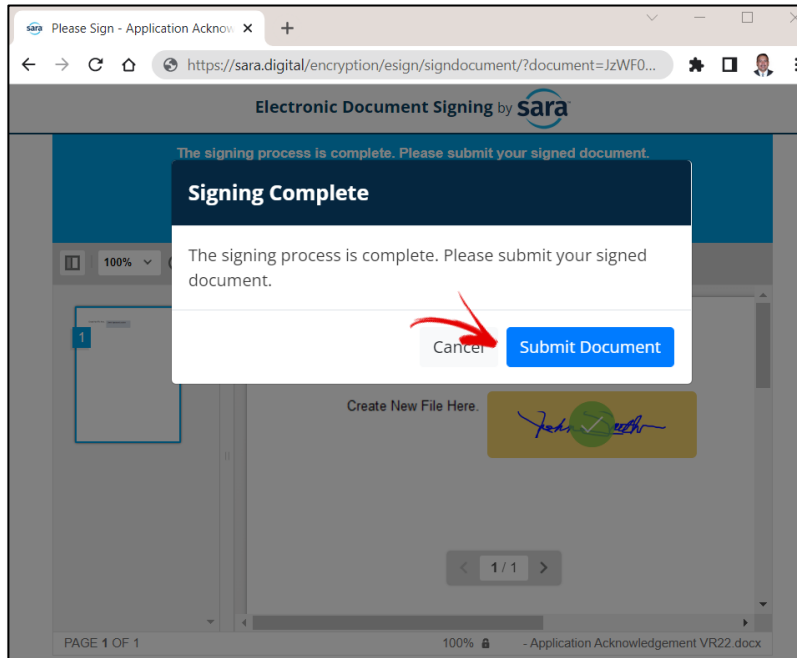 sara Please Sign - Application Acknow
https://sara.digital/encryption/esign/signdocument/?document=JzWF0...
Electronic Document Signing by sara
The signing process is complete. Please submit your signed document.
Signing Complete
The signing process is complete. Please submit your signed
document.
Cancel Submit Document
100%
1
Create New File Here.
1 / 1
PAGE 1 OF 1 100% - Application Acknowledgement VR22.docx